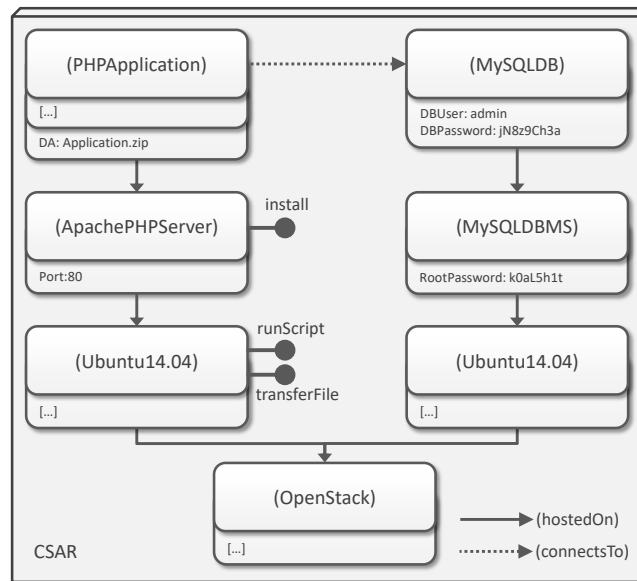 (PHPApplication)
[...]
DA: Application.zip
(MySQLDB)
DBUser: admin
DBPassword: jN8z9Ch3a
(ApachePHPServer)
Port:80
install
(MySQLDBMS)
RootPassword: k0aL5h1t
(Ubuntu14.04)
[...]
runScript
transferFile
(Ubuntu14.04)
[...]
(OpenStack)
[...]
CSAR
(hostedOn)
(connectsTo)